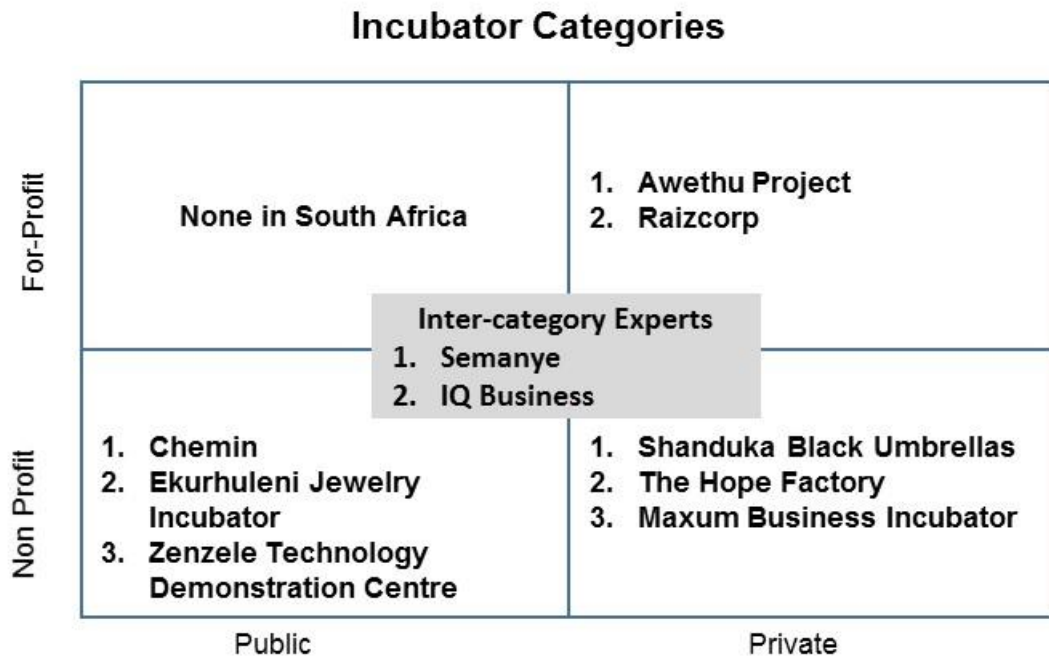 Incubator Categories
For-Profit
None in South Africa
1. Awethu Project
2. Raizcorp
Inter-category Experts
1. Semanye
2. IQ Business
Non Profit
1. Chemin
2. Ekurhuleni Jewelry
Incubator
3. Zenzele Technology
Demonstration Centre
1. Shanduka Black Umbrellas
2. The Hope Factory
3. Maxum Business Incubator
Public
Private